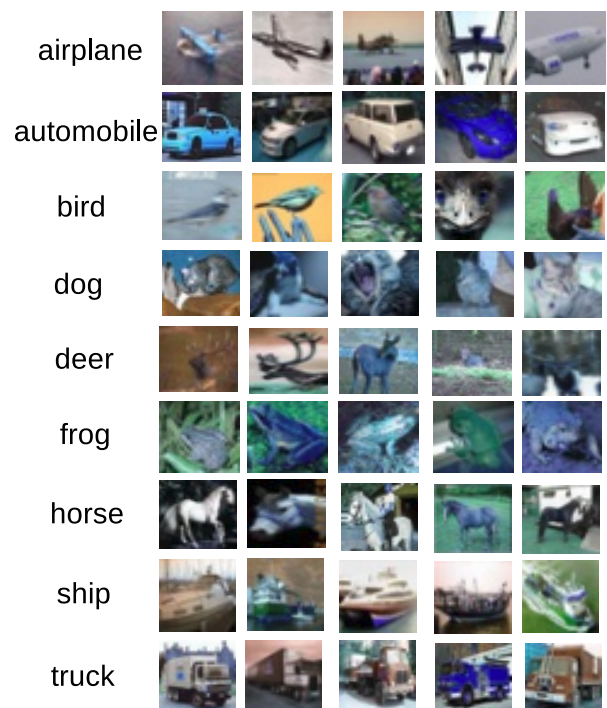 airplane
automobile
bird
dog
deer
frog
horse
ship
truck